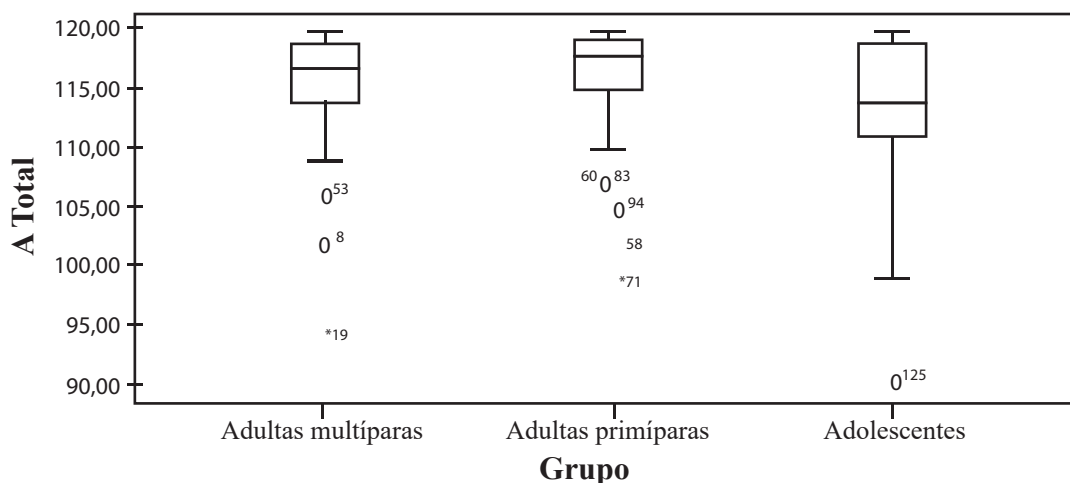 A Total
120,00
115,00
110,00
105,00
100,00
95,00
90,00
0 53
0 8
*19
60 0 83
0 94
58
*71
0 125
Adultas multíparas
Adultas primíparas
Adolescentes
Grupo